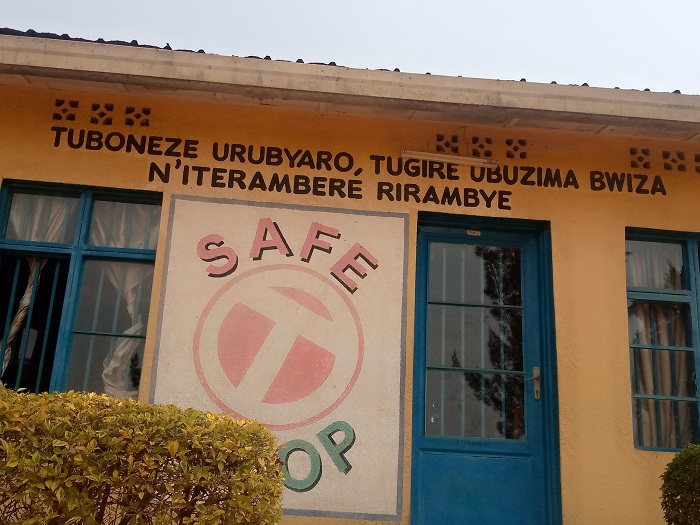 TUBONEZE URUBYARO, TUGIRE UBUZIMA BWIZA
N'ITERAMBERE RIRAMBYE
SAFE
T
OP